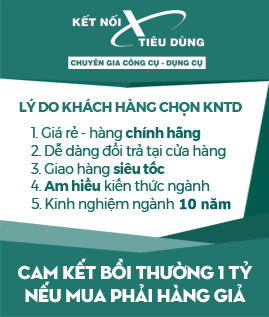 KẾT NỐI
TIÊU DÙNG
CHUYÊN GIA CÔNG CỤ - DỤNG CỤ
LÝ DO KHÁCH HÀNG CHỌN KNTD
1. Giá rẻ - hàng chính hãng
2. Dễ dàng đổi trả tại cửa hàng
3. Giao hàng siêu tốc
4. Am hiểu kiến thức ngành
5. Kinh nghiệm ngành 10 năm
CAM KẾT BỒI THƯỜNG 1 TỶ
NẾU MUA PHẢI HÀNG GIẢ